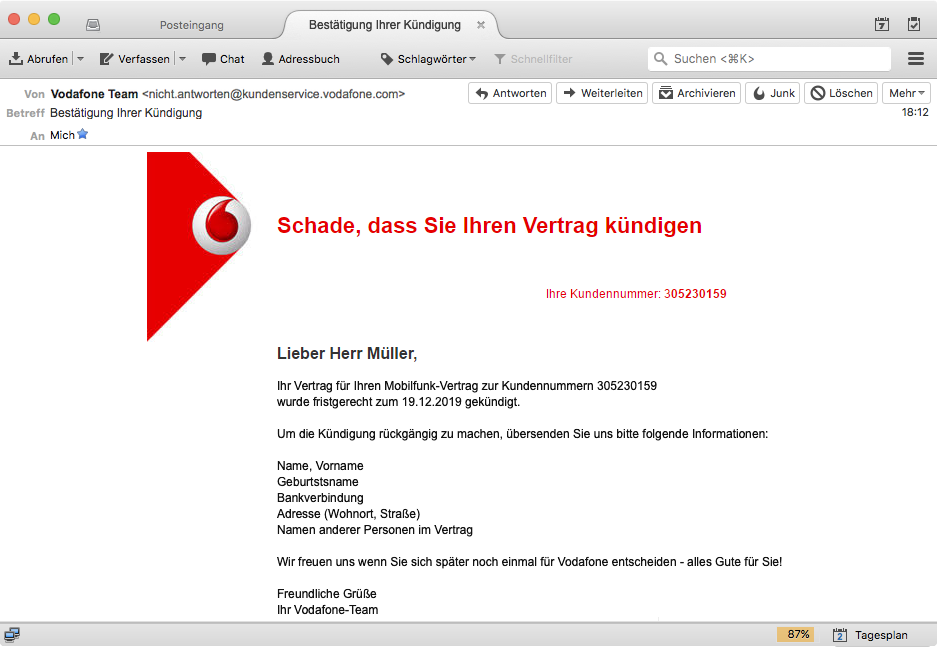 Posteingang
Bestätigung Ihrer Kündigung
7
Abrufen
Verfassen
Chat
Adressbuch
Schlagwörter
Schnellfilter
Suchen <⌘K>
Von Vodafone Team <nicht.antworten@kundenservice.vodafone.com>
Antworten
Weiterleiten
Archivieren
Junk
Löschen
Mehr
Betreff Bestätigung Ihrer Kündigung
18:12
An Mich
Schade, dass Sie Ihren Vertrag kündigen
Ihre Kundennummer: 305230159
Lieber Herr Müller,
Ihr Vertrag für Ihren Mobilfunk-Vertrag zur Kundennummern 305230159
wurde fristgerecht zum 19.12.2019 gekündigt.
Um die Kündigung rückgängig zu machen, übersenden Sie uns bitte folgende Informationen:
Name, Vorname
Geburtstsname
Bankverbindung
Adresse (Wohnort, Straße)
Namen anderer Personen im Vertrag
Wir freuen uns wenn Sie sich später noch einmal für Vodafone entscheiden - alles Gute für Sie!
Freundliche Grüße
Ihr Vodafone-Team
87%
2
Tagesplan